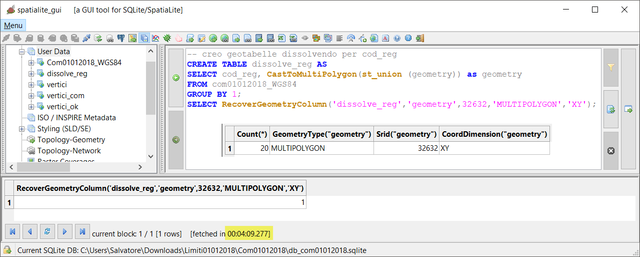 spatialite_gui [a GUI tool for SQLite/SpatiaLite]
Menu
User Data
Com01012018_WGS84
dissolve_reg
vertici
vertici_com
vertici_ok
ISO / INSPIRE Metadata
Styling (SLD/SE)
Topology-Geometry
Topology-Network
Raster Coverages
-- creo geotabella dissolvendo per cod_reg
CREATE TABLE dissolve_reg AS
SELECT cod_reg, CastToMultiPolygon(st_union (geometry)) as geometry
FROM com01012018_WGS84
GROUP BY 1;
SELECT RecoverGeometryColumn('dissolve_reg','geometry',32632,'MULTIPOLYGON','XY');
Count(*) GeometryType("geometry") Srid("geometry") CoordDimension("geometry")
1 20 MULTIPOLYGON 32632 XY
RecoverGeometryColumn('dissolve_reg','geometry',32632,'MULTIPOLYGON','XY')
1 1
current block: 1 / 1 [1 rows] [fetched in 00:04:09.277]
Current SQLite DB: C:\Users\Salvatore\Downloads\Limiti01012018\Com01012018\db_com01012018.sqlite